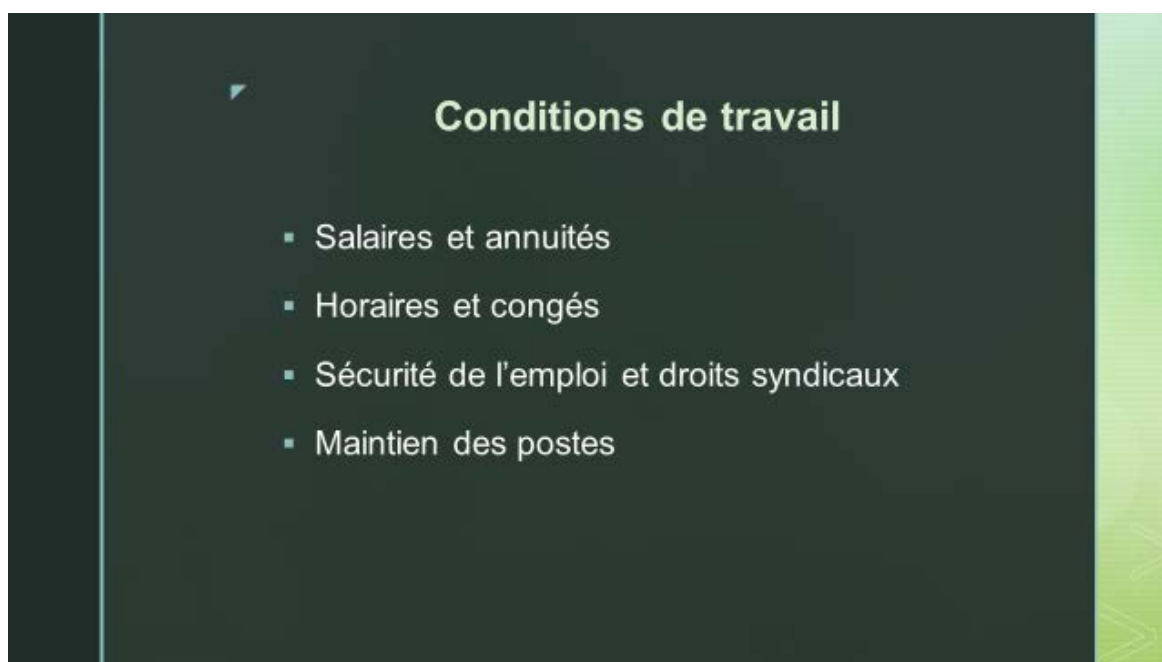 Conditions de travail
Salaires et annuités
Horaires et congés
Sécurité de l’emploi et droits syndicaux
Maintien des postes